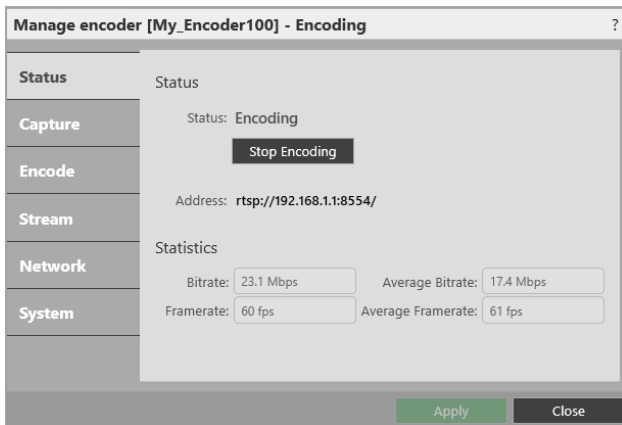 Manage encoder [My_Encoder100] - Encoding ?
Status
Capture
Encode
Stream
Network
System
Status
Status: Encoding
Stop Encoding
Address: rtsp://192.168.1.1:8554/
Statistics
Bitrate: 23.1 Mbps Average Bitrate: 17.4 Mbps
Framerate: 60 fps Average Framerate: 61 fps
Apply Close